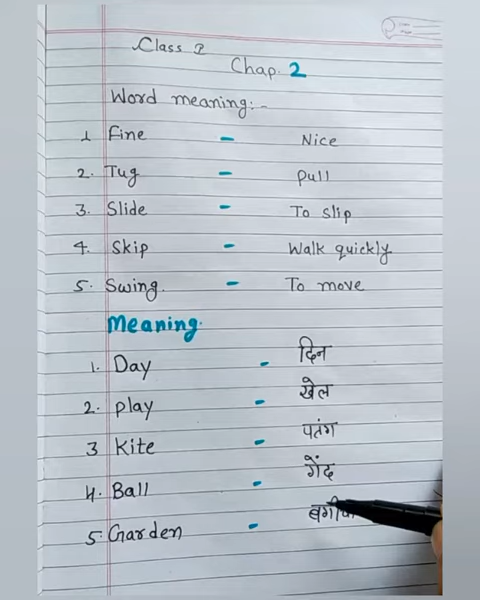 Class I
Chap. 2
Word meaning:-
1 Fine - Nice
2. Tug - Pull
3. Slide - To slip
4. Skip - Walk quickly
5. Swing. - To move
Meaning.
1. Day - दिन
2. play - खेल
3 Kite - पतंग
4. Ball - गेंद
5. Garden -